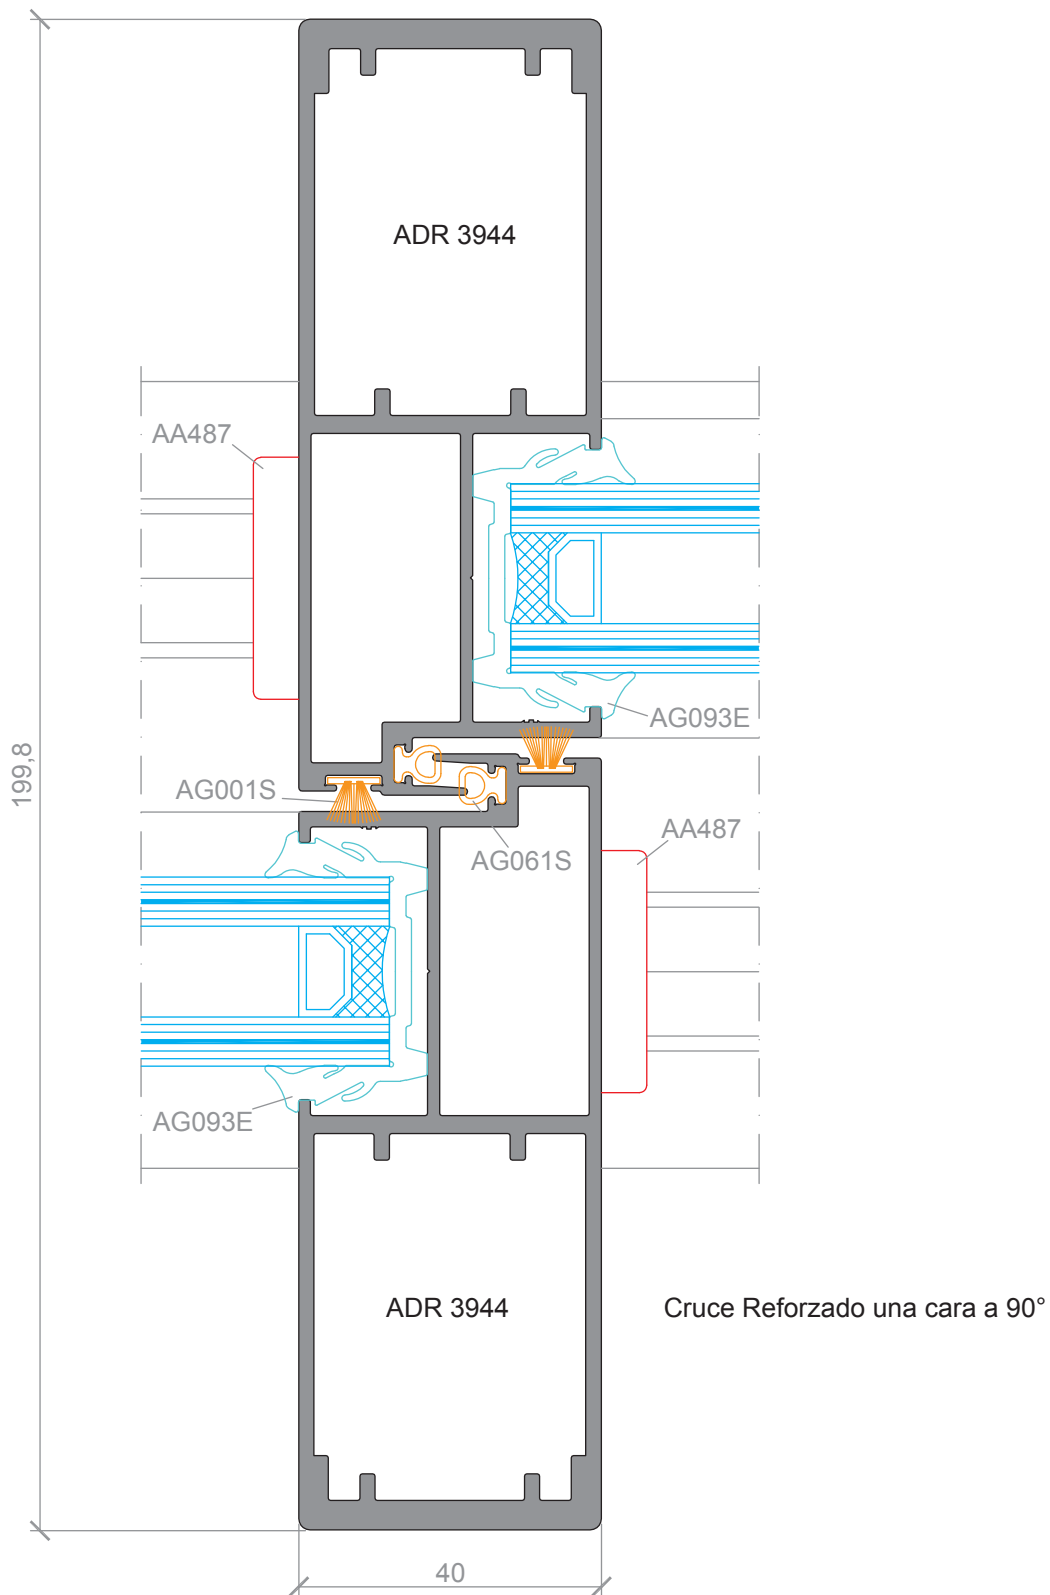 ADR 3944
AA487
AG093E
199,8
AG001S
AG061S
AA487
AG093E
ADR 3944
Cruce Reforzado una cara a 90°
40